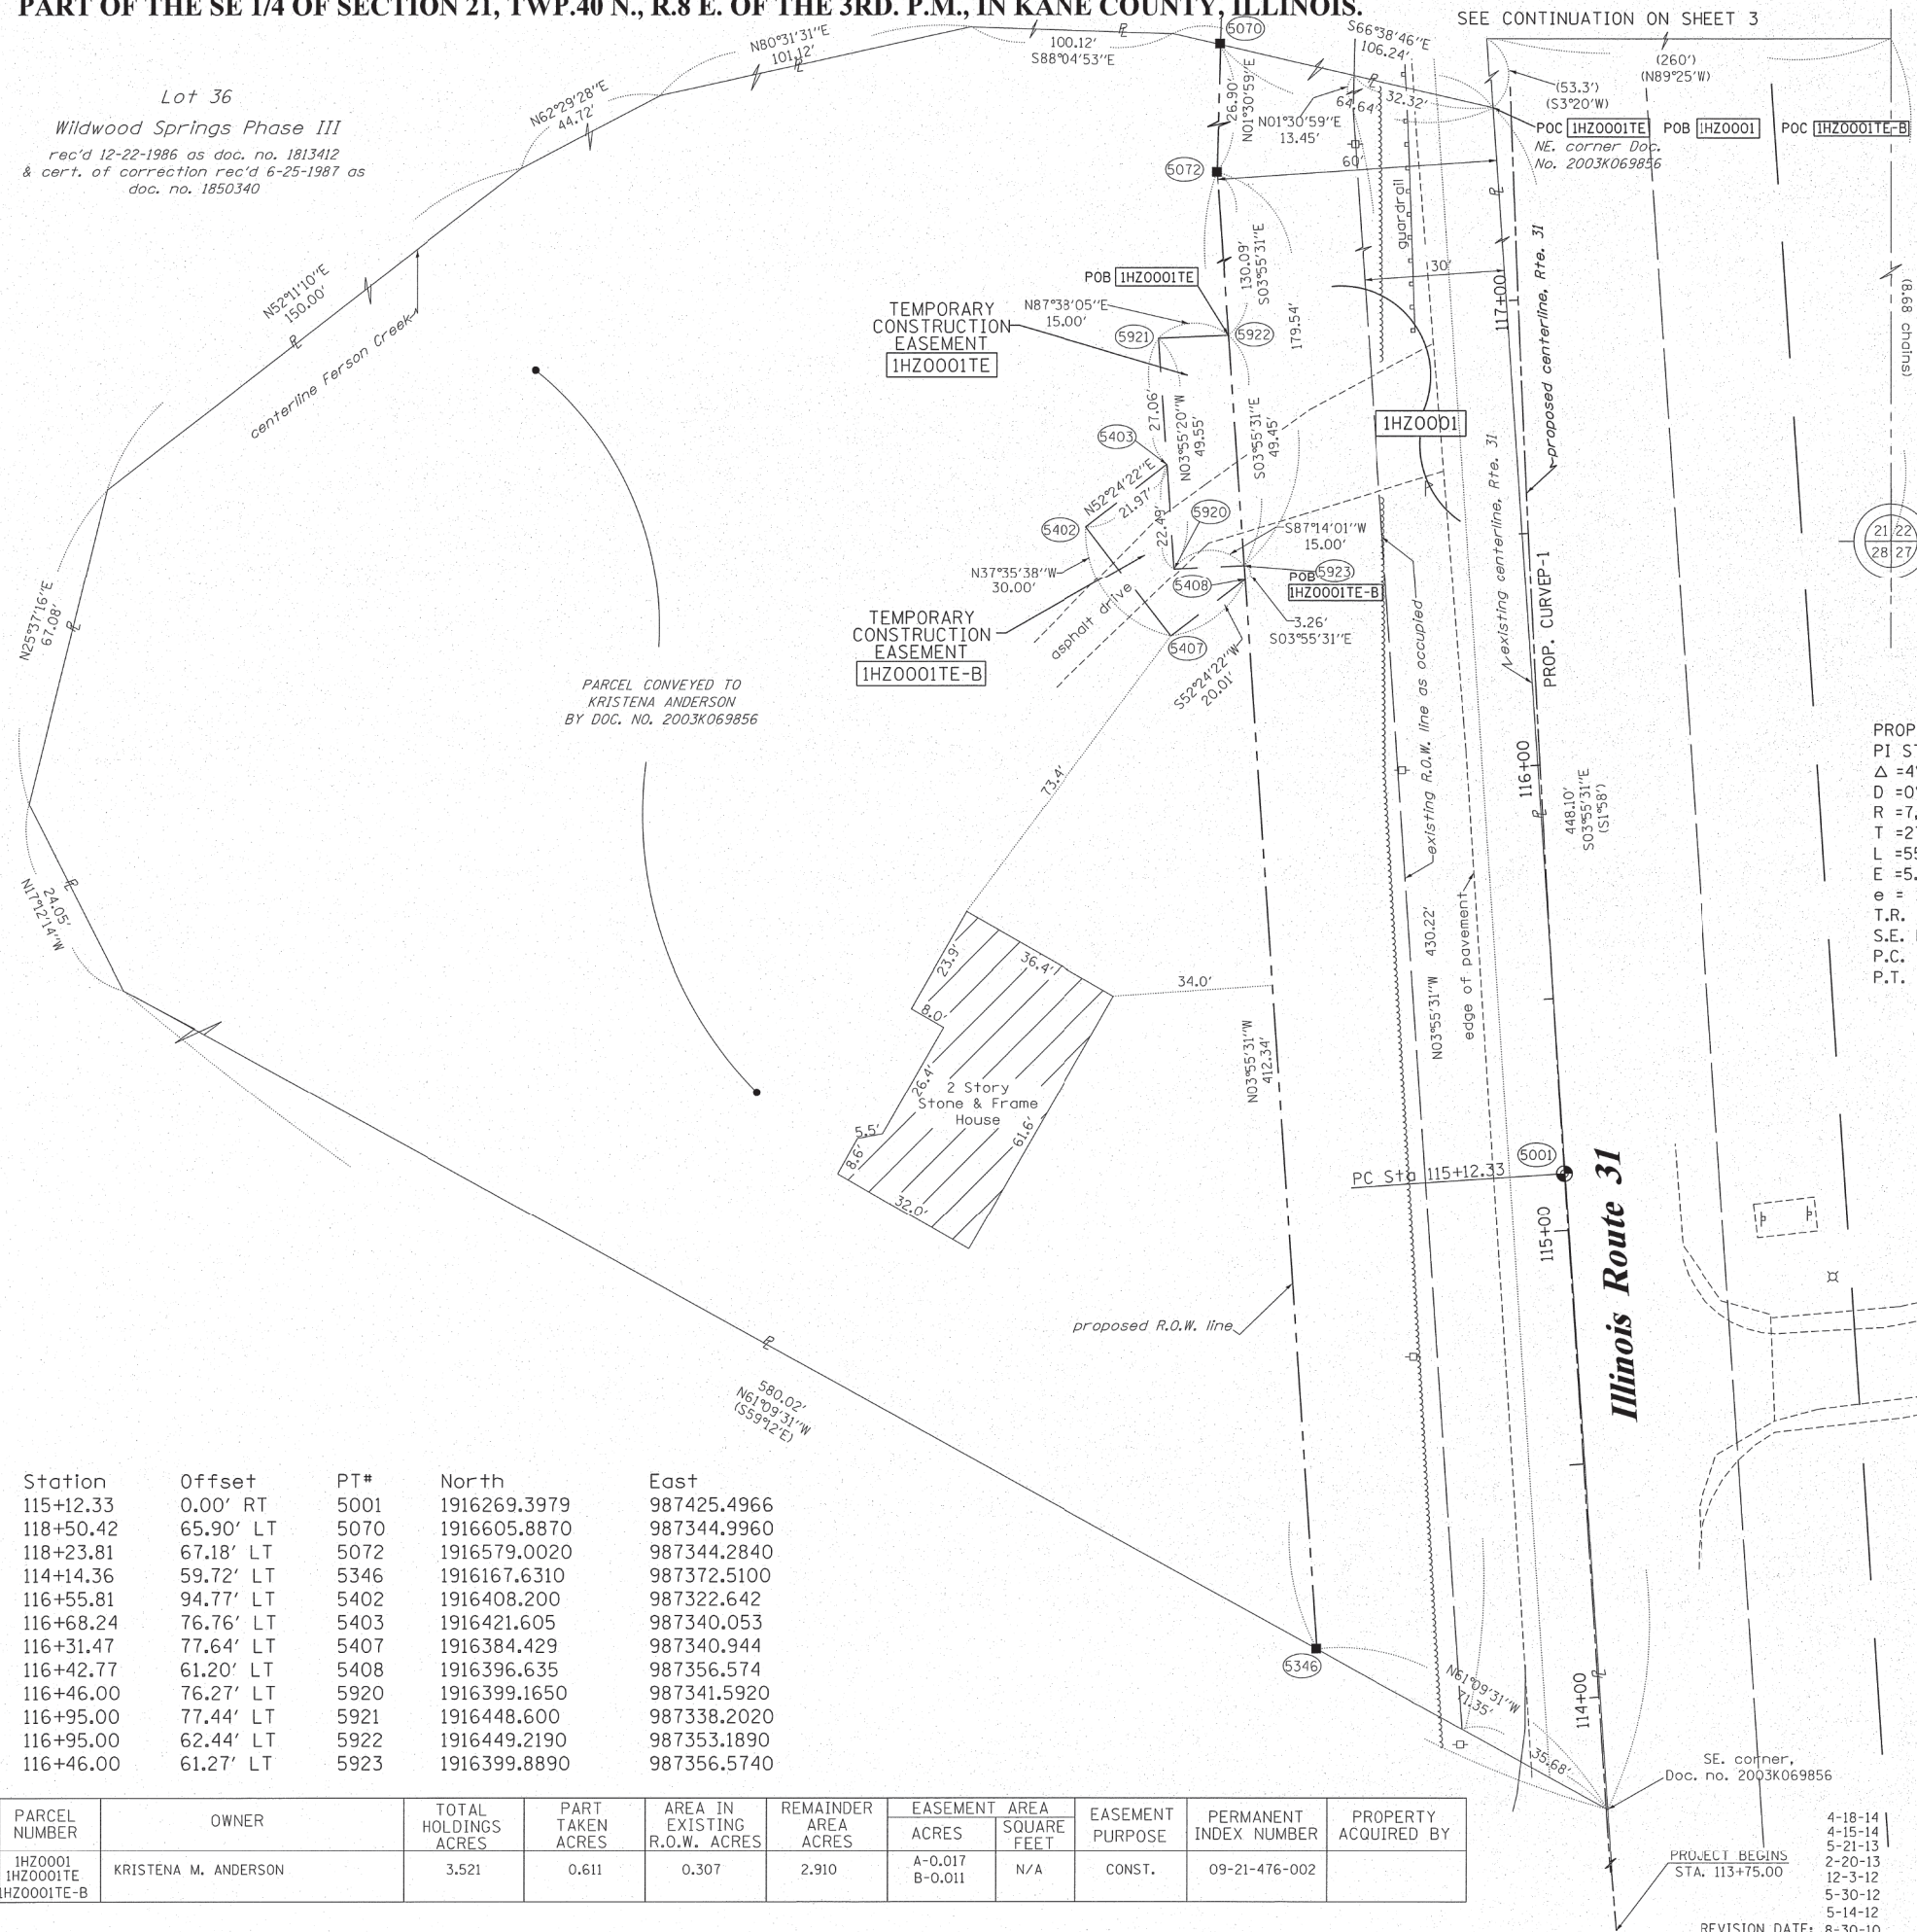 PART OF THE SE 1/4 OF SECTION 21, TWP.40 N., R.8 E. OF THE 3RD. P.M., IN KANE COUNTY, ILLINOIS.
SEE CONTINUATION ON SHEET 3
Lot 36
Wildwood Springs Phase III
rec'd 12-22-1986 as doc. no. 1813412
& cert. of correction rec'd 6-25-1987 as
doc. no. 1850340
N62°29'28"E
44.72'
N80°31'31"E
101.12'
100.12'
S88°04'53"E
5070
S66°38'46"E
106.24'
64.64'
32.32'
26.90'
N01°30'59"E
N01°30'59"E
13.45'
60'
5072
(260')
(N89°25'W)
(53.3')
(S3°20'W)
POC 1HZ0001TE POB 1HZ0001 POC 1HZ0001TE-B
NE. corner Doc.
No. 2003K069856
guardrail
30'
117+00
proposed centerline, Rte. 31
(8.68 chains)
N52°11'10"E
150.00'
centerline Ferson Creek
130.09'
S03°55'31"E
179.54'
POB 1HZ0001TE
TEMPORARY
CONSTRUCTION
EASEMENT
1HZ0001TE
N87°38'05"E
15.00'
5921
5922
27.06'
N03°55'20"W
49.55'
S03°55'31"E
49.45'
1HZ0001
5403
N52°24'22"E
21.97'
22.49'
5402
5920
S87°14'01"W
15.00'
N37°35'38"W
30.00'
5408
POB 5923
1HZ0001TE-B
3.26'
S03°55'31"E
asphalt drive
5407
S52°24'22"W
20.01'
TEMPORARY
CONSTRUCTION
EASEMENT
1HZ0001TE-B
21 22
28 27
existing centerline, Rte. 31
PROP. CURVEP-1
existing R.O.W. line as occupied
116+00
448.10'
S03°55'31"E
(S1°58')
N25°37'16"E
67.08'
PARCEL CONVEYED TO
KRISTENA ANDERSON
BY DOC. NO. 2003K069856
73.4'
PROP
PI ST
Δ =4°
D =0°
R =7,
T =27
L =55
E =5.
e =
T.R.
S.E.
P.C.
P.T.
N17°12'14"W
24.05'
23.9'
36.4'
34.0'
8.0'
26.4'
2 Story
Stone & Frame
House
61.6'
5.5'
8.6'
32.0'
N03°55'31"W
412.34'
N03°55'31"W 430.22'
edge of pavement
5001
PC Sta 115+12.33
115+00
Illinois Route 31
proposed R.O.W. line
580.02'
N61°09'31"W
(S59°12'E)
5346
N61°09'31"W
71.35'
35.68'
114+00
SE. corner,
Doc. no. 2003K069856
PROJECT BEGINS
STA. 113+75.00
Station Offset PT# North East
115+12.33 0.00' RT 5001 1916269.3979 987425.4966
118+50.42 65.90' LT 5070 1916605.8870 987344.9960
118+23.81 67.18' LT 5072 1916579.0020 987344.2840
114+14.36 59.72' LT 5346 1916167.6310 987372.5100
116+55.81 94.77' LT 5402 1916408.200 987322.642
116+68.24 76.76' LT 5403 1916421.605 987340.053
116+31.47 77.64' LT 5407 1916384.429 987340.944
116+42.77 61.20' LT 5408 1916396.635 987356.574
116+46.00 76.27' LT 5920 1916399.1650 987341.5920
116+95.00 77.44' LT 5921 1916448.600 987338.2020
116+95.00 62.44' LT 5922 1916449.2190 987353.1890
116+46.00 61.27' LT 5923 1916399.8890 987356.5740
PARCEL NUMBER OWNER TOTAL HOLDINGS ACRES PART TAKEN ACRES AREA IN EXISTING R.O.W. ACRES REMAINDER AREA ACRES EASEMENT AREA ACRES SQUARE FEET EASEMENT PURPOSE PERMANENT INDEX NUMBER PROPERTY ACQUIRED BY
1HZ0001
1HZ0001TE KRISTENA M. ANDERSON 3.521 0.611 0.307 2.910 A-0.017 B-0.011 N/A CONST. 09-21-476-002
1HZ0001TE-B
4-18-14
4-15-14
5-21-13
2-20-13
12-3-12
5-30-12
5-14-12
REVISION DATE: 8-30-10